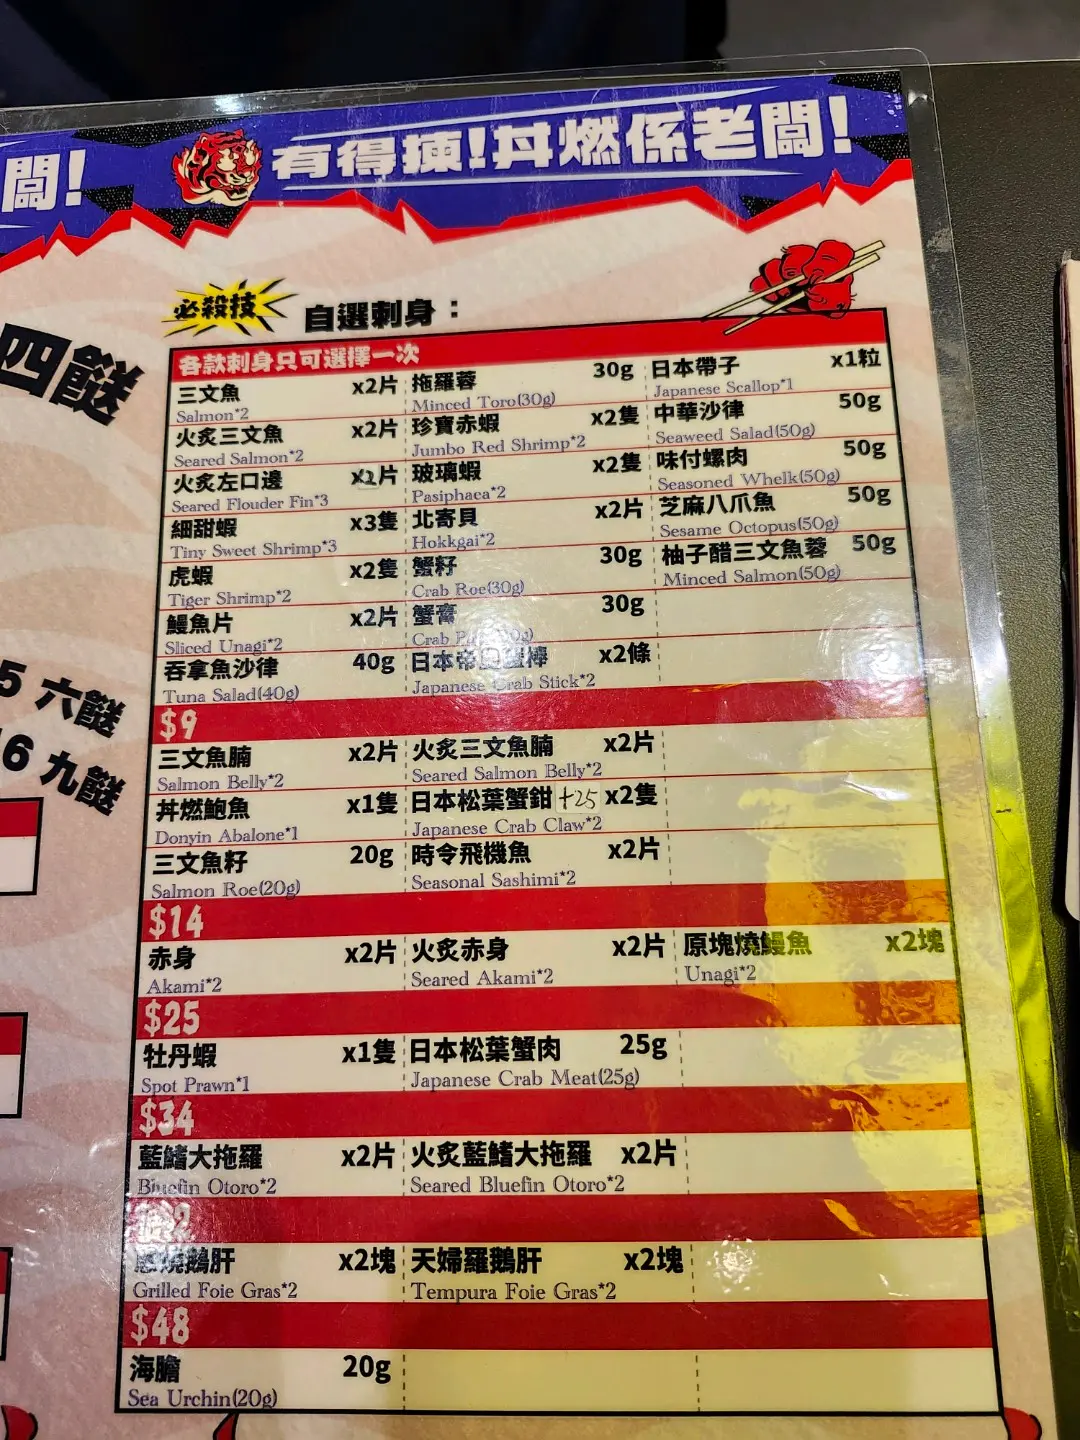 闆!
有得揀!丼燃係老闆!
四餸
5 六餸
6 九餸
必殺技
自選刺身：
各款刺身只可選擇一次
三文魚 x2片 拖羅蓉 30g 日本帶子 x1粒
Salmon*2 Minced Toro(30g) Japanese Scallop*1
火炙三文魚 x2片 珍寶赤蝦 x2隻 中華沙律 50g
Seared Salmon*2 Jumbo Red Shrimp*2 Seaweed Salad(50g)
火炙左口邊 片 玻璃蝦 x2隻 味付螺肉 50g
Seared Flouder Fin*3 Pasiphaea*2 Seasoned Whelk(50g)
細甜蝦 x3隻 北寄貝 x2片 芝麻八爪魚 50g
Tiny Sweet Shrimp*3 Hokkgai*2 Sesame Octopus(50g)
虎蝦 x2隻 蟹籽 30g 柚子醋三文魚蓉 50g
Tiger Shrimp*2 Crab Roe(30g) Minced Salmon(50g)
鰻魚片 x2片 蟹膏 30g
Sliced Unagi*2 Crab
吞拿魚沙律 40g 日本帝 棒 x2條
Tuna Salad(40g) Japanese Crab Stick*2
$9
三文魚腩 x2片 火炙三文魚腩 x2片
Salmon Belly*2 Seared Salmon Belly*2
丼燃鮑魚 x1隻 日本松葉蟹鉗 +25 x2隻
Donyin Abalone*1 Japanese Crab Claw*2
三文魚籽 20g 時令飛機魚 x2片
Salmon Roe(20g) Seasonal Sashimi*2
$14
赤身 x2片 火炙赤身 x2片 原塊燒鰻魚 x2塊
Akami*2 Seared Akami*2 Unagi*2
$25
牡丹蝦 x1隻 日本松葉蟹肉 25g
Spot Prawn*1 Japanese Crab Meat(25g)
$34
藍鰭大拖羅 x2片 火炙藍鰭大拖羅 x2片
Bluefin Otoro*2 Seared Bluefin Otoro*2
燒鵝肝 x2塊 天婦羅鵝肝 x2塊
Grilled Foie Gras*2 Tempura Foie Gras*2
$48
海膽 20g
Sea Urchin(20g)